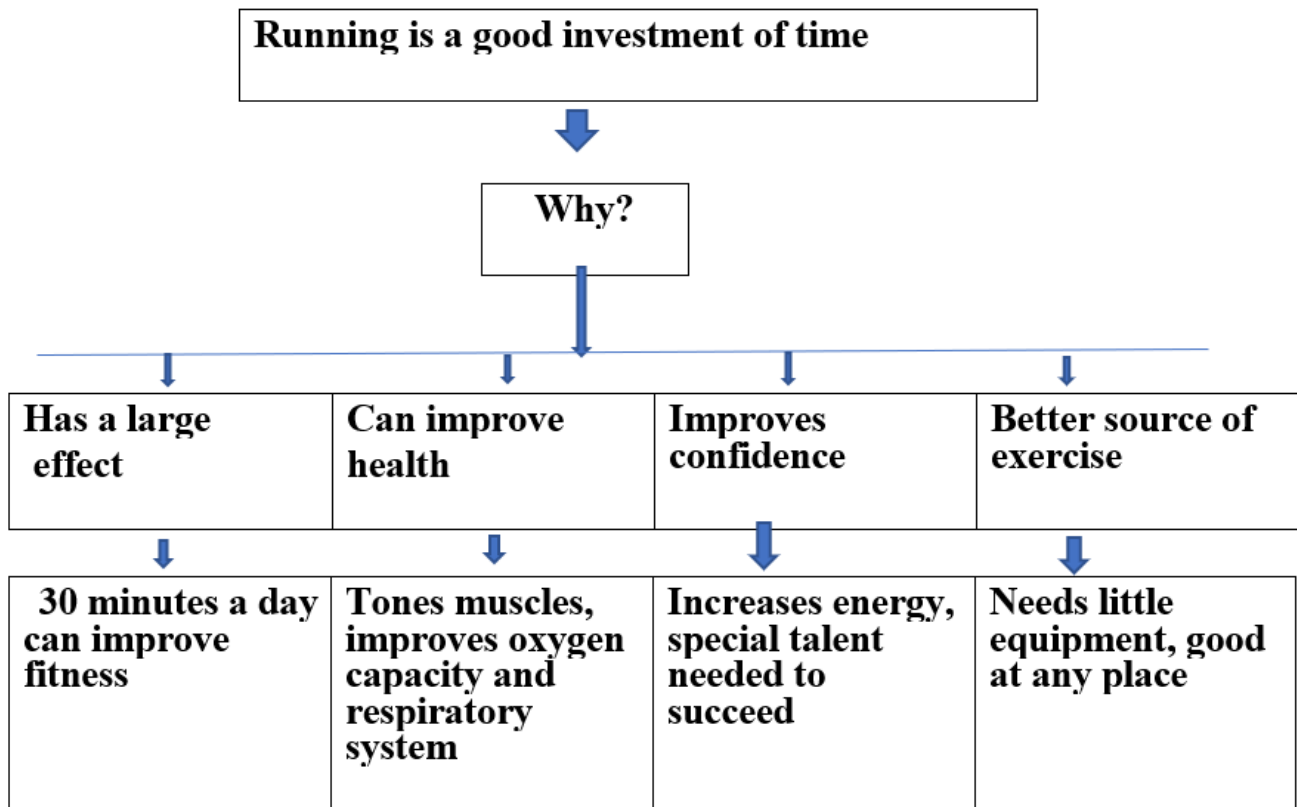 Running is a good investment of time
Why?
Has a large
effect
Can improve
health
Improves
confidence
Better source of
exercise
30 minutes a day
can improve
fitness
Tones muscles,
improves oxygen
capacity and
respiratory
system
Increases energy,
special talent
needed to
succeed
Needs little
equipment, good
at any place